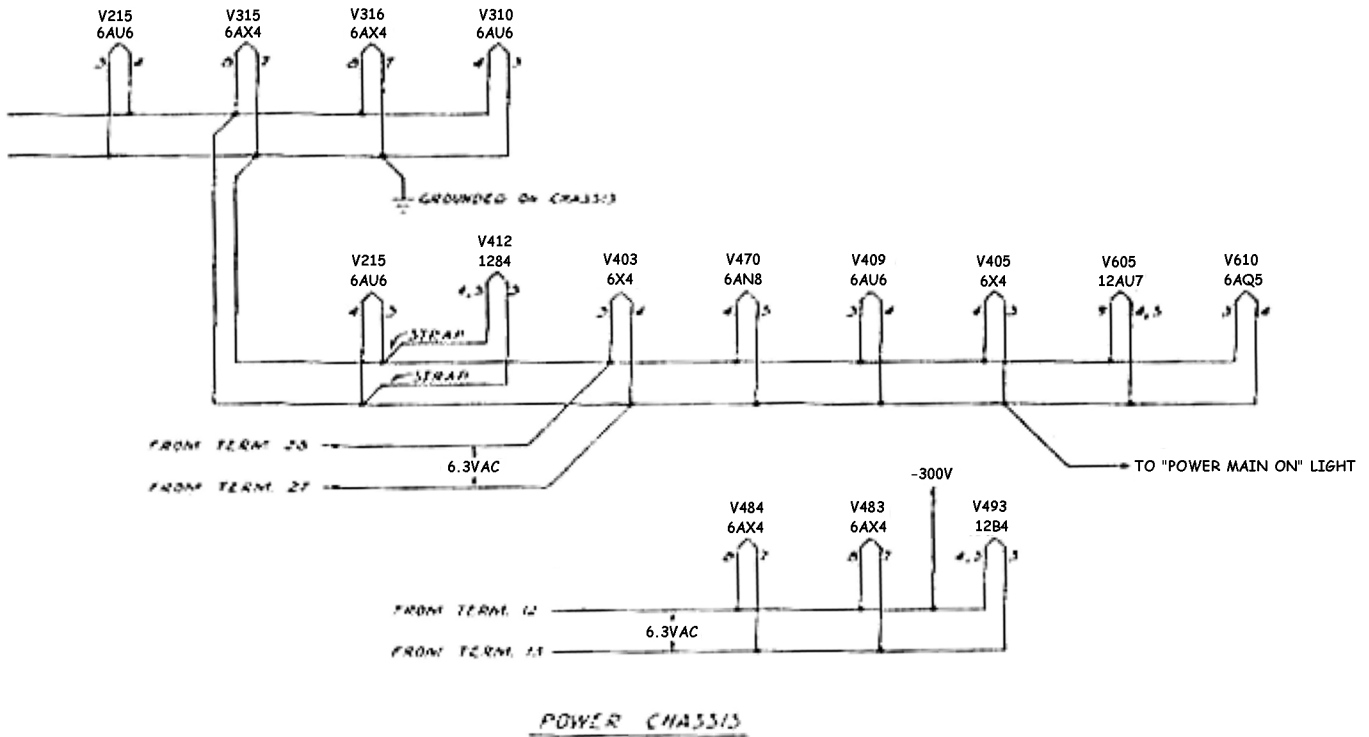 V215 V315 V316 V310
6AU6 6AX4 6AX4 6AU6
3 4 8 7 8 7 4 3
GROUNDED ON CHASSIS
V412
1284
V215 V403 V470 V409 V405 V605 V610
6AU6 6X4 6AN8 6AU6 6X4 12AU7 6AQ5
4,5 3
4 3 3 4 4 5 3 4 4 3 9 4,5 3 4
STRAP
STRAP
FROM TERM. 28
6.3VAC
FROM TERM. 27
TO "POWER MAIN ON" LIGHT
-300V
V484 V483 V493
6AX4 6AX4 12B4
8 7 8 7 4,5 3
FROM TERM. 12
6.3VAC
FROM TERM. 13
POWER CHASSIS